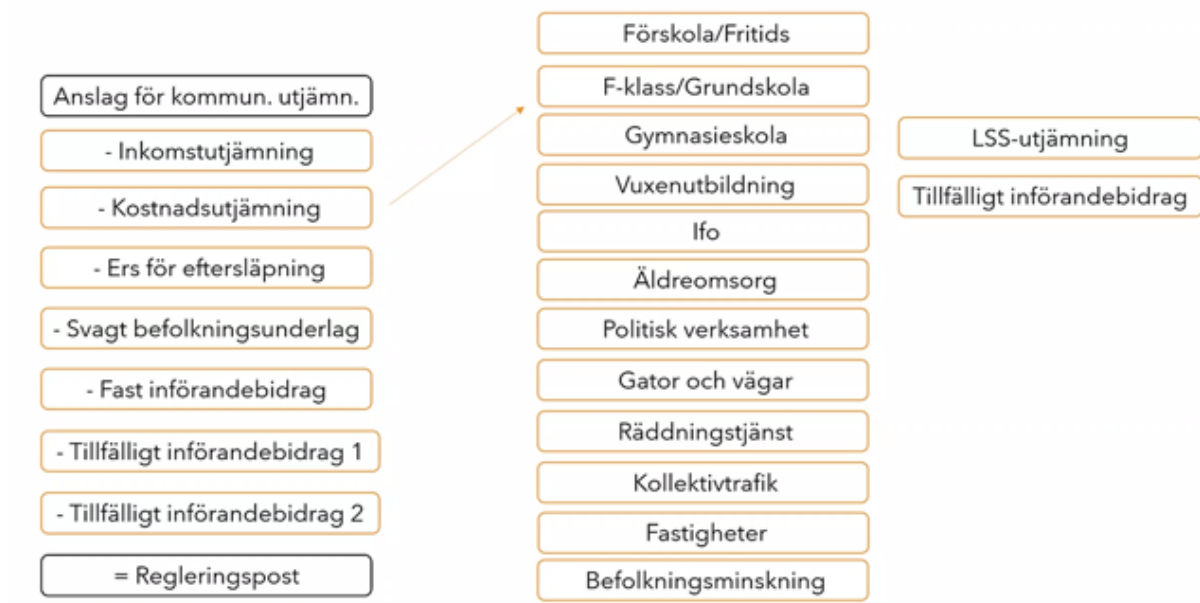 Anslag för kommun. utjämn.
- Inkomstutjämning
- Kostnadsutjämning
- Ers för eftersläpning
- Svagt befolkningsunderlag
- Fast införandebidrag
- Tillfälligt införandebidrag 1
- Tillfälligt införandebidrag 2
= Regleringspost
Förskola/Fritids
F-klass/Grundskola
Gymnasieskola
Vuxenutbildning
Ifo
Äldreomsorg
Politisk verksamhet
Gator och vägar
Räddningstjänst
Kollektivtrafik
Fastigheter
Befolkningsminskning
LSS-utjämning
Tillfälligt införandebidrag